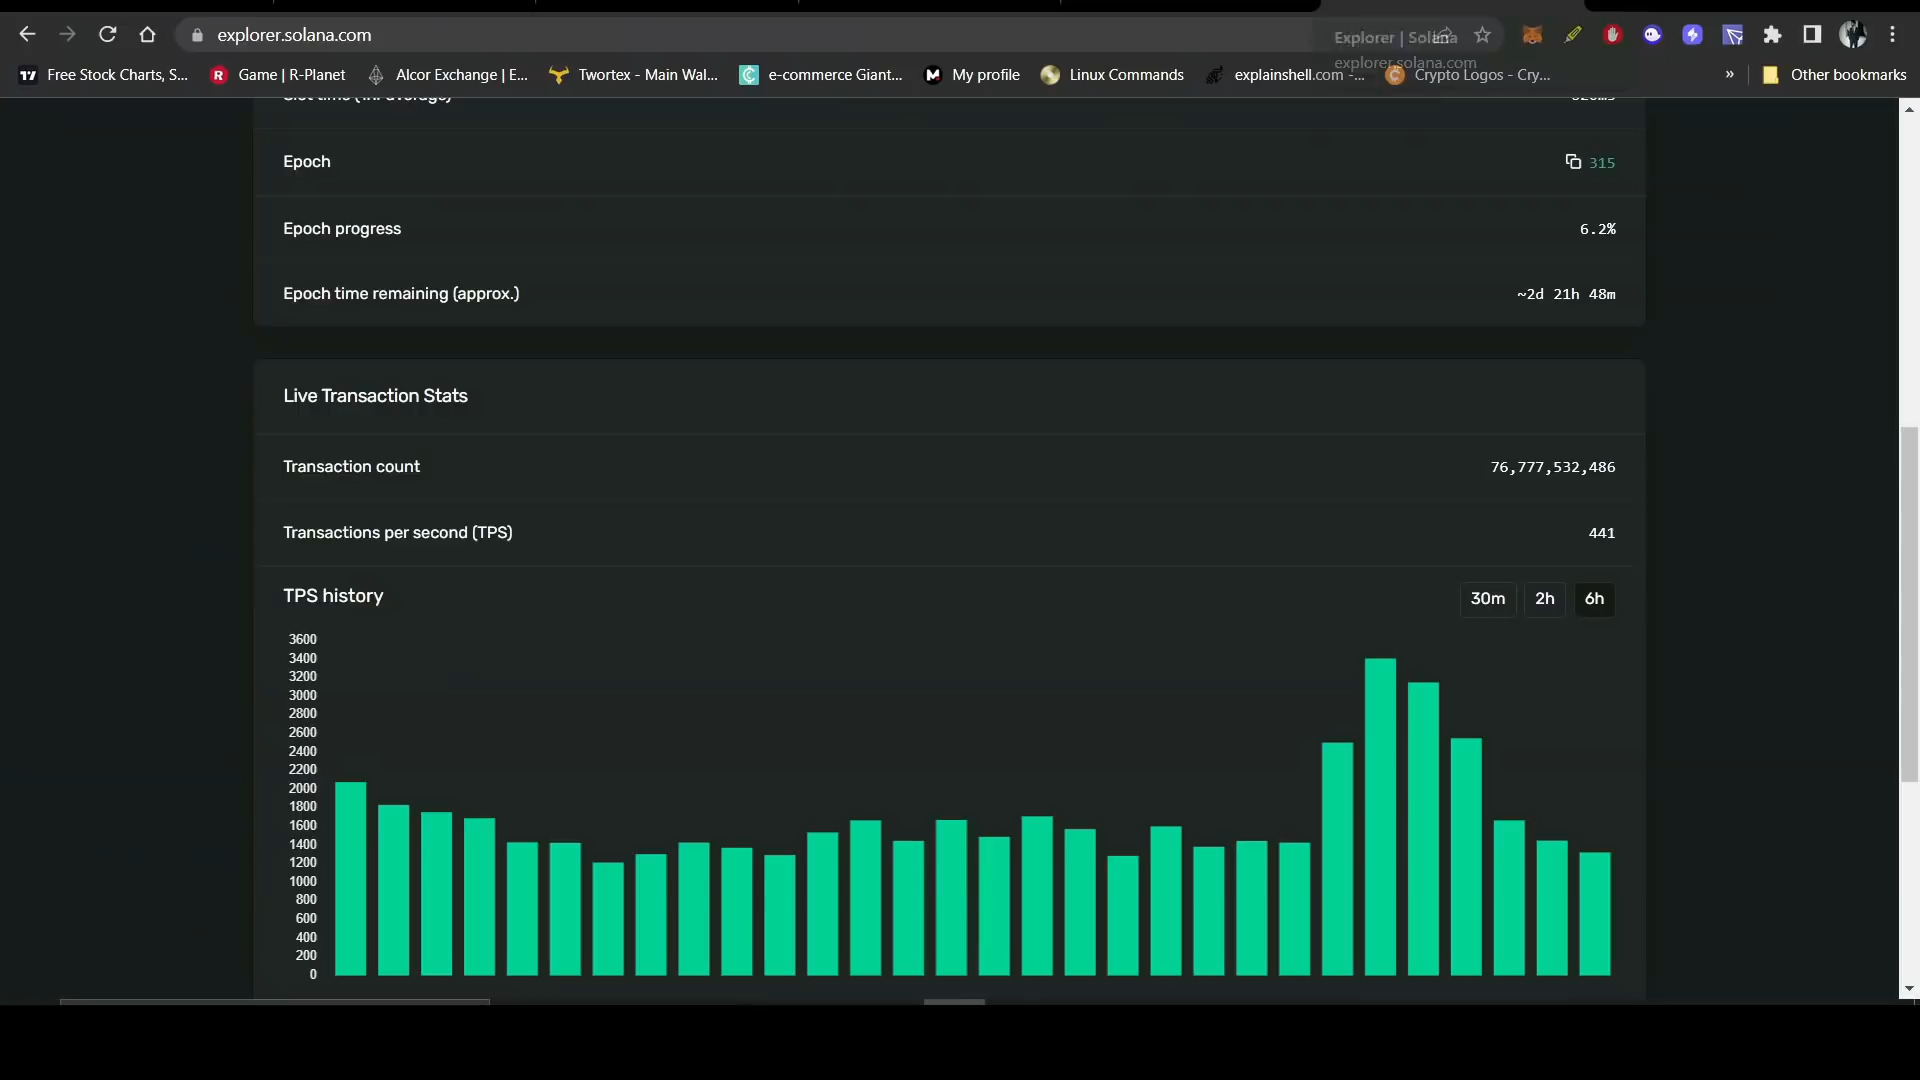 explorer.solana.com
Explorer | Solana
explorer.solana.com
Free Stock Charts, S...
Game | R-Planet
Alcor Exchange | E...
Twortex - Main Wal...
e-commerce Giant...
My profile
Linux Commands
explainshell.com -...
Crypto Logos - Cry...
»
Other bookmarks
Epoch
315
Epoch progress
6.2%
Epoch time remaining (approx.)
~2d 21h 48m
Live Transaction Stats
Transaction count
76,777,532,486
Transactions per second (TPS)
441
TPS history
30m
2h
6h
3600
3400
3200
3000
2800
2600
2400
2200
2000
1800
1600
1400
1200
1000
800
600
400
200
0